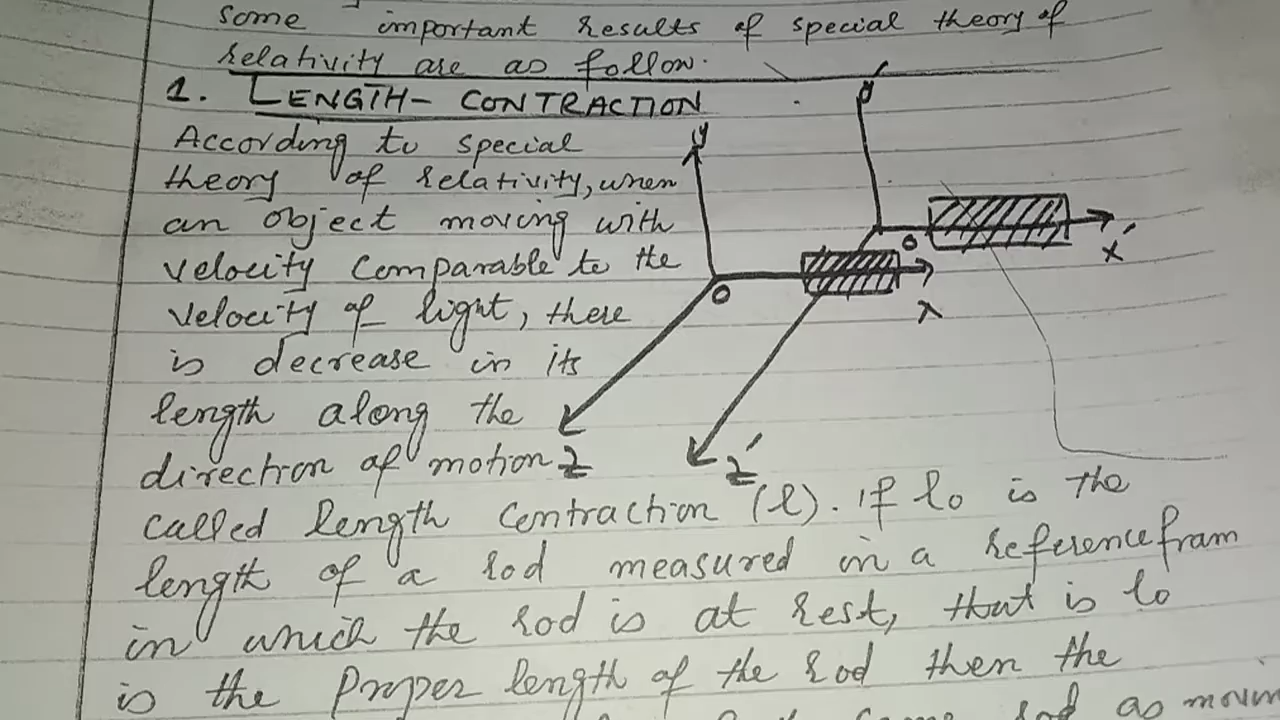 some important results of special theory of
relativity are as follow.
1. LENGTH- CONTRACTION
According to special
theory of relativity, when
an object moving with
velocity comparable to the
velocity of light, there
is decrease in its
length along the
direction of motion
called length contraction (l). if lo is the
length of a rod measured in a reference fram
in which the rod is at rest, that is lo
is the proper length of the rod then the
rod as movin
y
o
z
y
o
x'
z'